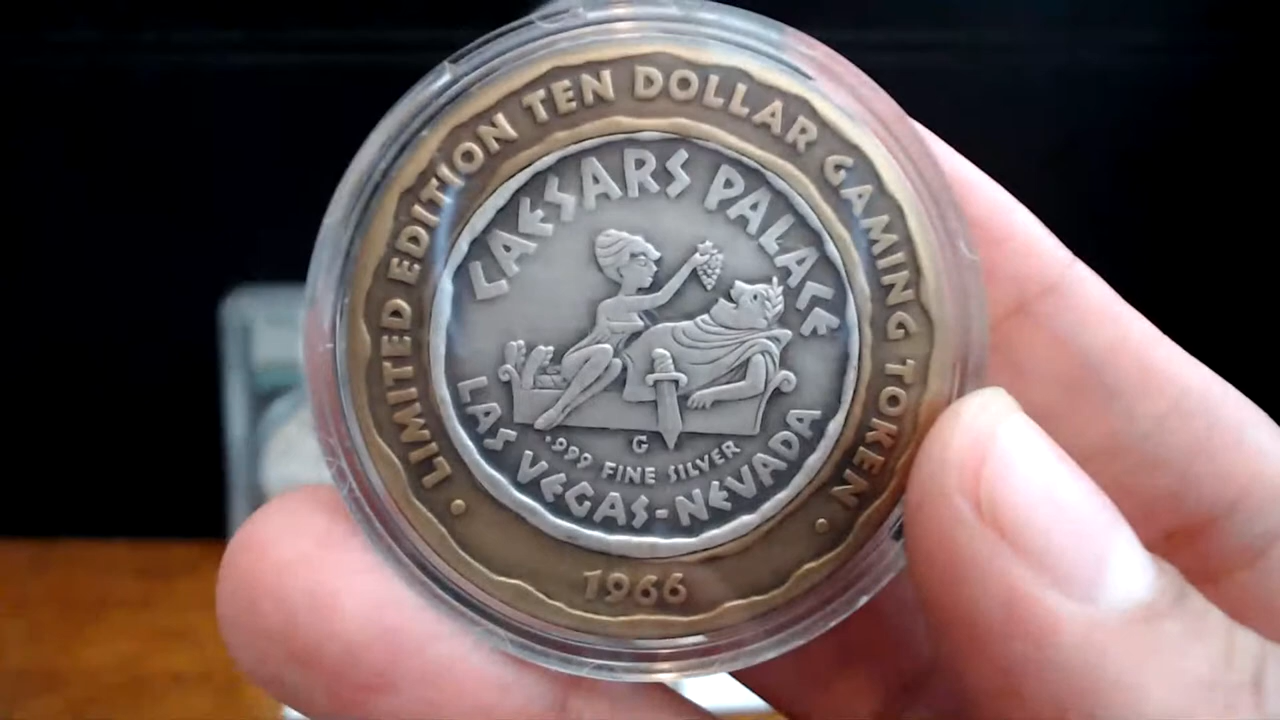 LIMITED EDITION TEN DOLLAR GAMING TOKEN
CAESARS PALACE
G
.999 FINE SILVER
LAS VEGAS-NEVADA
1966